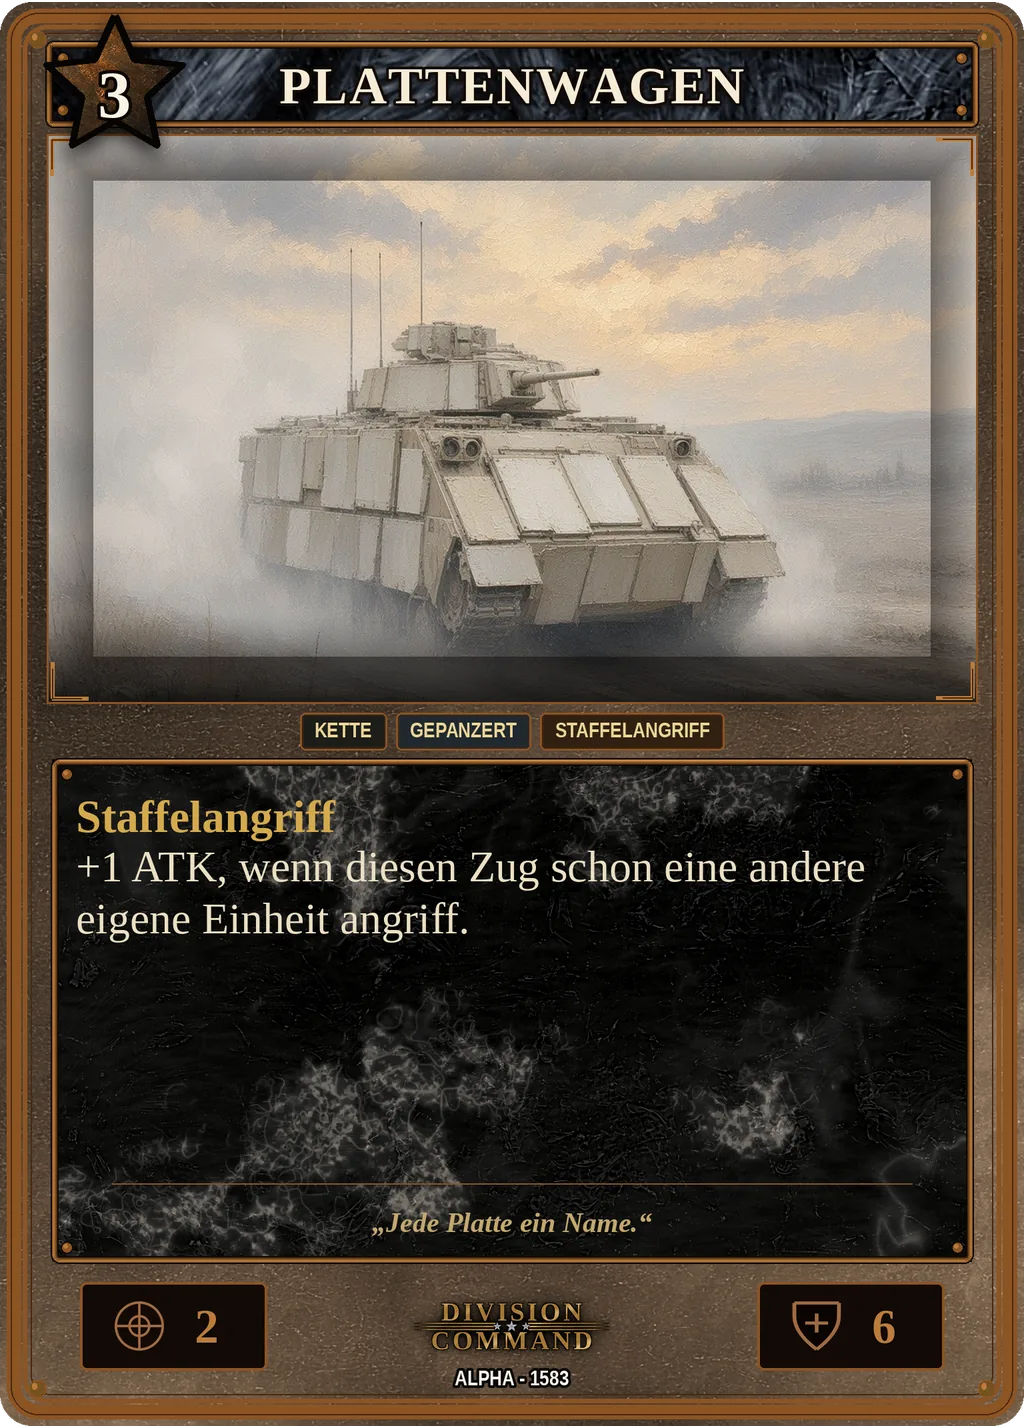 3
PLATTENWAGEN
KETTE
GEPANZERT
STAFFELANGRIFF
Staffelangriff
+1 ATK, wenn diesen Zug schon eine andere
eigene Einheit angriff.
„Jede Platte ein Name.“
2
DIVISION
COMMAND
ALPHA - 1583
6